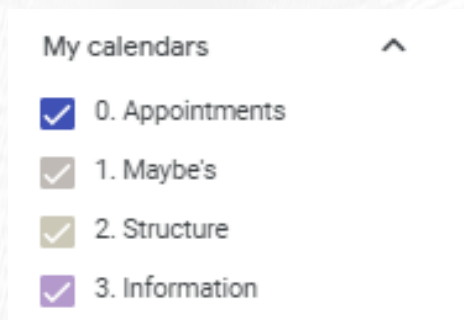 My calendars
0. Appointments
1. Maybe's
2. Structure
3. Information